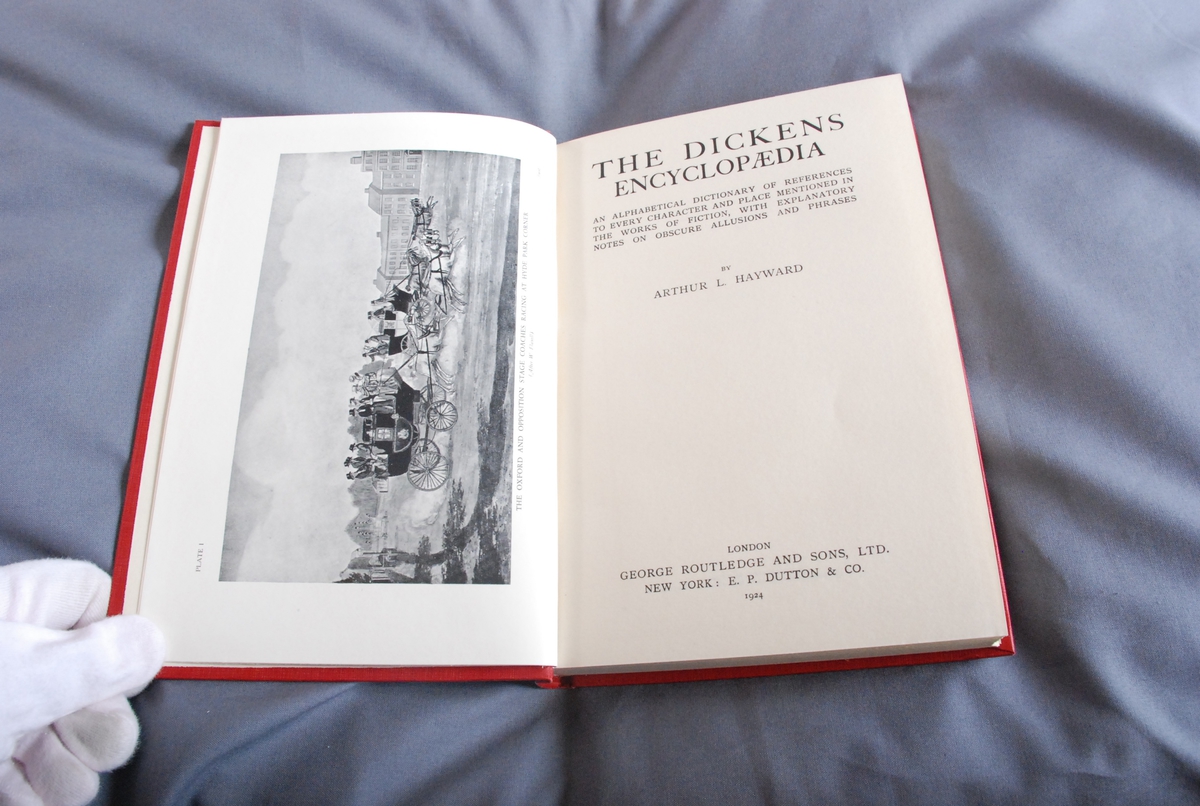 PLATE I
THE OXFORD AND OPPOSITION STAGE COACHES RACING AT HYDE PARK CORNER
THE DICKENS
ENCYCLOPÆDIA
AN ALPHABETICAL DICTIONARY OF REFERENCES
TO EVERY CHARACTER AND PLACE MENTIONED IN
THE WORKS OF FICTION, WITH EXPLANATORY
NOTES ON OBSCURE ALLUSIONS AND PHRASES
BY
ARTHUR L. HAYWARD
LONDON
GEORGE ROUTLEDGE AND SONS, LTD.
NEW YORK: E. P. DUTTON & CO.
1924